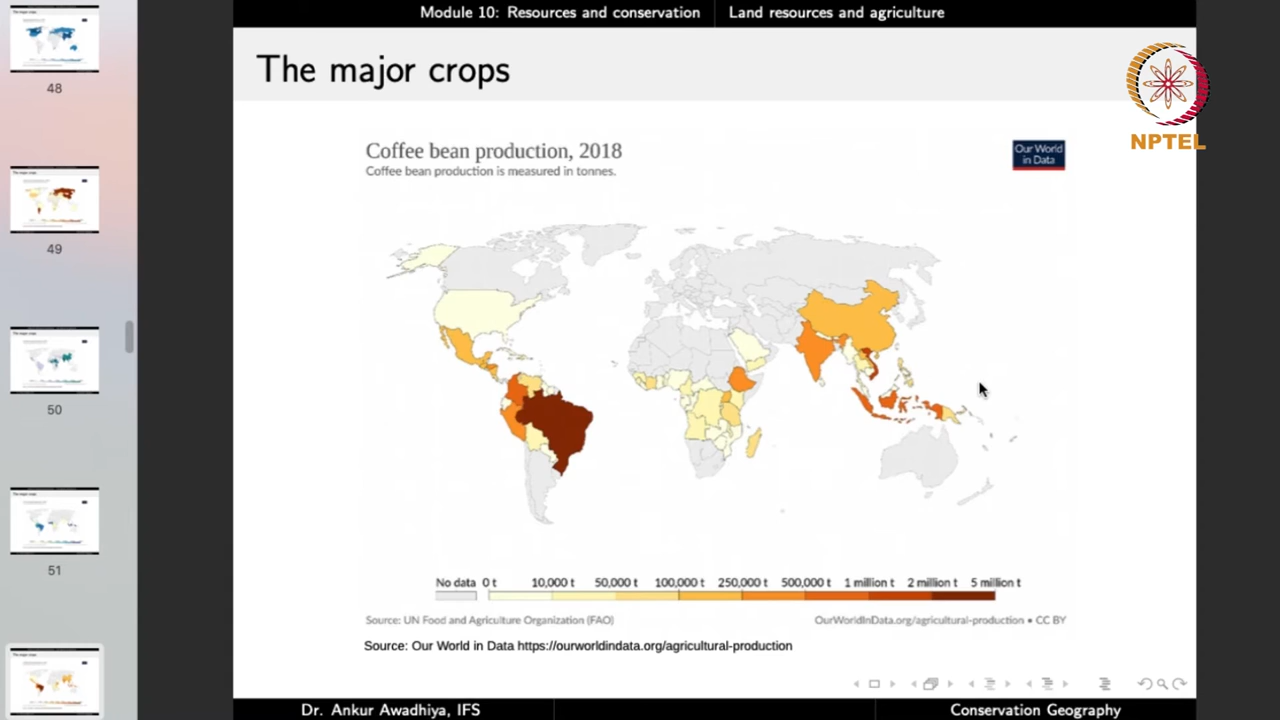 Module 10: Resources and conservation
Land resources and agriculture
The major crops
NPTEL
Coffee bean production, 2018
Coffee bean production is measured in tonnes.
Our World
in Data
No data
0 t
10,000 t
50,000 t
100,000 t
250,000 t
500,000 t
1 million t
2 million t
5 million t
Source: UN Food and Agriculture Organization (FAO)
OurWorldInData.org/agricultural-production • CC BY
Source: Our World in Data https://ourworldindata.org/agricultural-production
Dr. Ankur Awadhiya, IFS
Conservation Geography
48
49
50
51